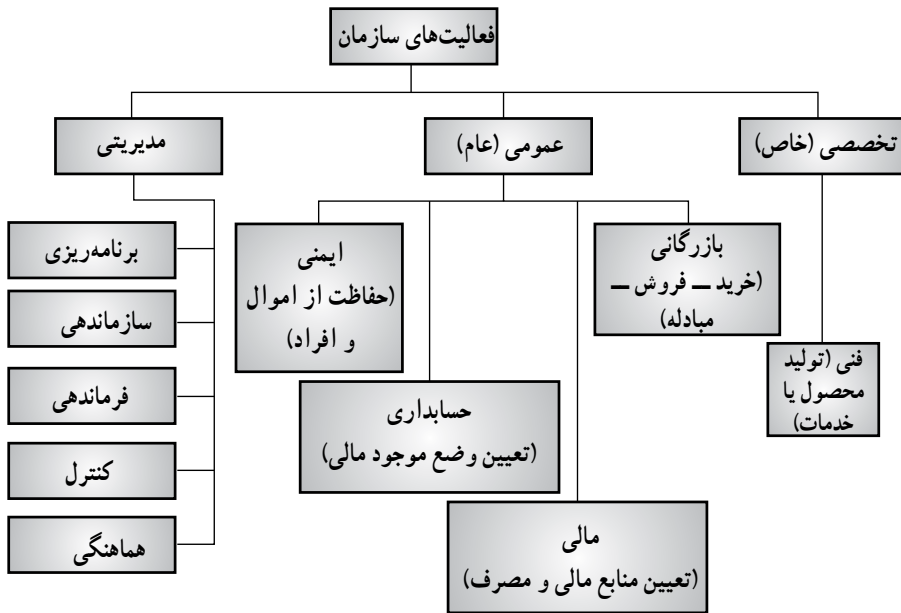 فعالیت‌های سازمان
تخصصی (خاص)
عمومی (عام)
مدیریتی
فنی (تولید
محصول یا
خدمات)
بازرگانی
(خرید ــ فروش ــ
مبادله)
مالی
(تعیین منابع مالی و مصرف)
حسابداری
(تعیین وضع موجود مالی)
ایمنی
(حفاظت از اموال
و افراد)
برنامه‌ریزی
سازماندهی
فرماندهی
کنترل
هماهنگی